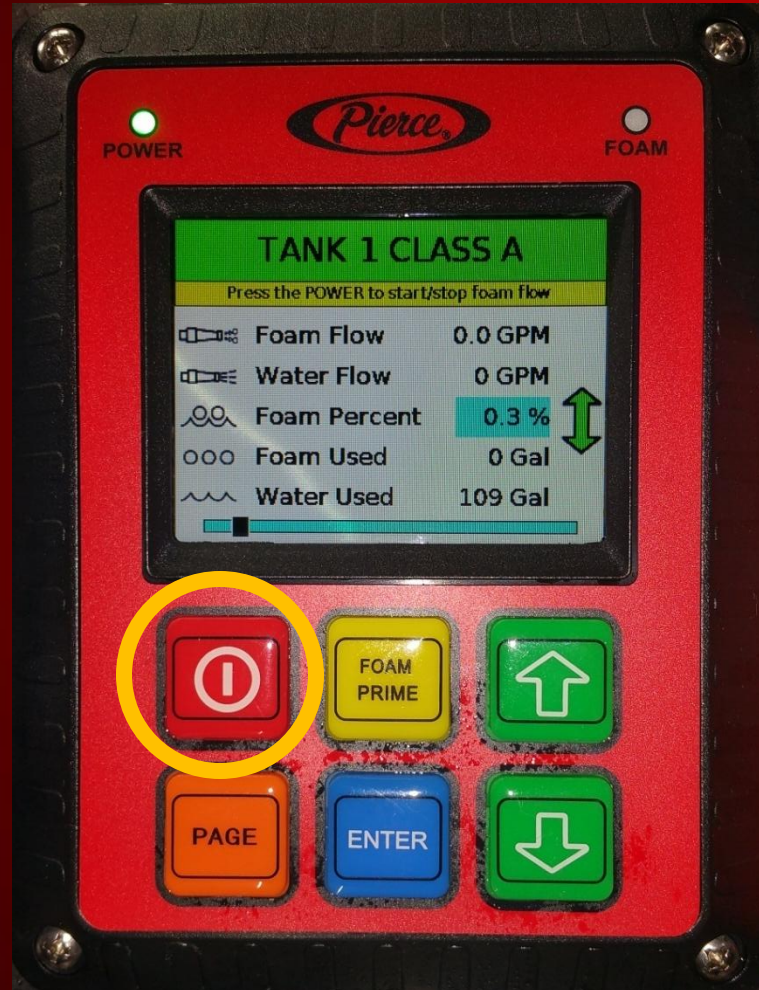 Pierce®
POWER
FOAM
TANK 1 CLASS A
Press the POWER to start/stop foam flow
Foam Flow 0.0 GPM
Water Flow 0 GPM
Foam Percent 0.3 %
Foam Used 0 Gal
Water Used 109 Gal
FOAM
PRIME
PAGE
ENTER